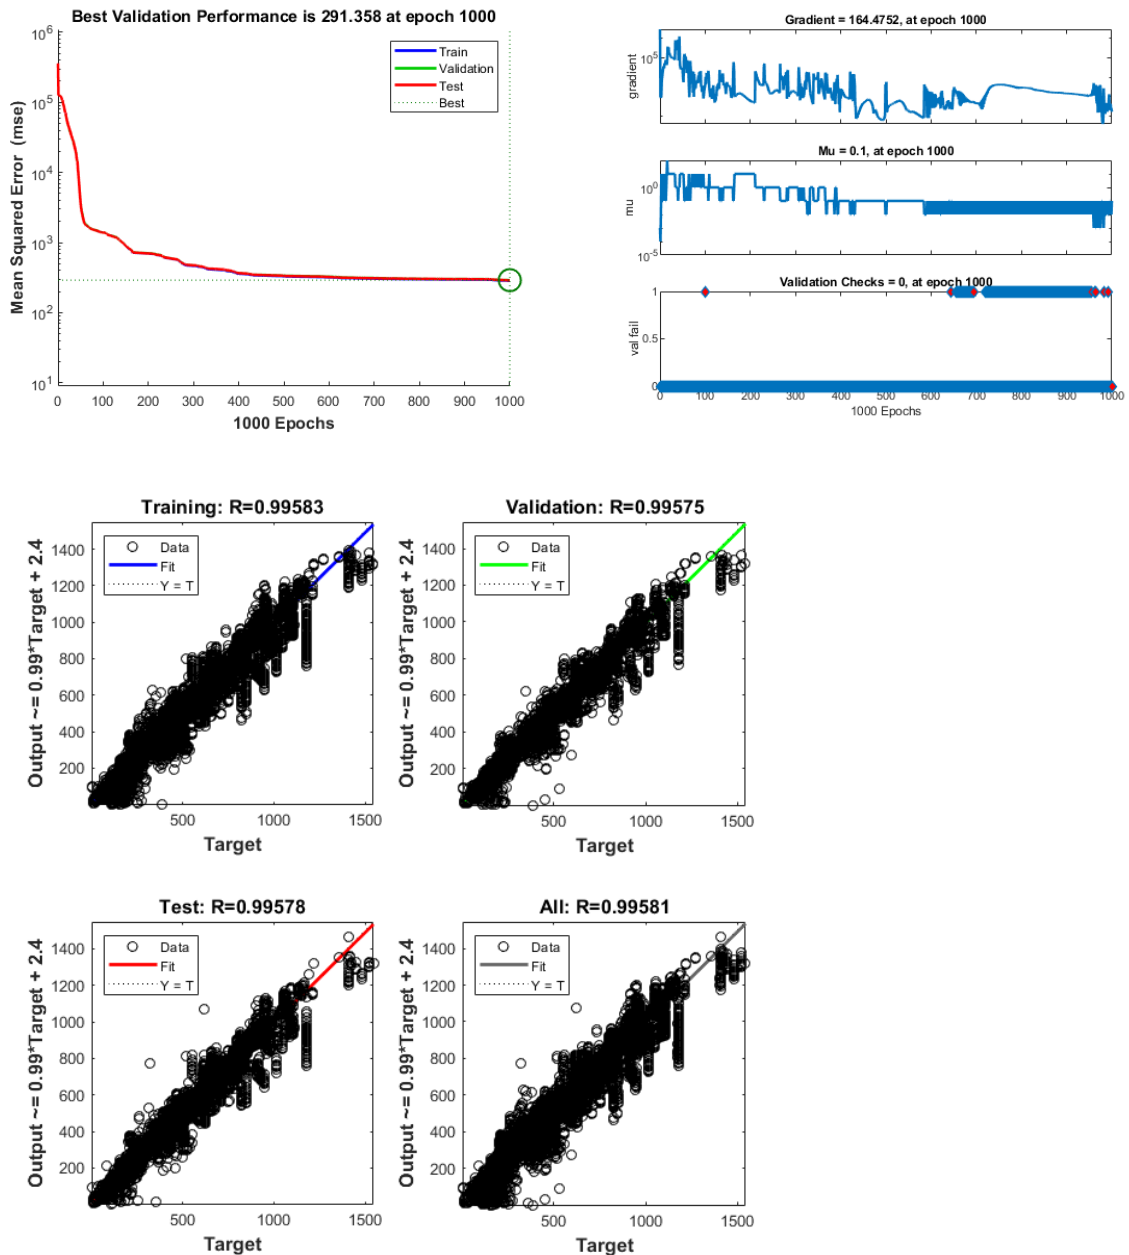 Best Validation Performance is 291.358 at epoch 1000
Mean Squared Error (mse)
10^6
10^5
10^4
10^3
10^2
10^1
Train
Validation
Test
Best
0 100 200 300 400 500 600 700 800 900 1000
1000 Epochs
Gradient = 164.4752, at epoch 1000
gradient
10^5
Mu = 0.1, at epoch 1000
mu
10^0
10^-5
Validation Checks = 0, at epoch 1000
val fail
1
0.5
0
0 100 200 300 400 500 600 700 800 900 1000
1000 Epochs
Training: R=0.99583
Output ~= 0.99*Target + 2.4
1400
1200
1000
800
600
400
200
Data
Fit
Y = T
500 1000 1500
Target
Validation: R=0.99575
Output ~= 0.99*Target + 2.4
1400
1200
1000
800
600
400
200
Data
Fit
Y = T
500 1000 1500
Target
Test: R=0.99578
Output ~= 0.99*Target + 2.4
1400
1200
1000
800
600
400
200
Data
Fit
Y = T
500 1000 1500
Target
All: R=0.99581
Output ~= 0.99*Target + 2.4
1400
1200
1000
800
600
400
200
Data
Fit
Y = T
500 1000 1500
Target